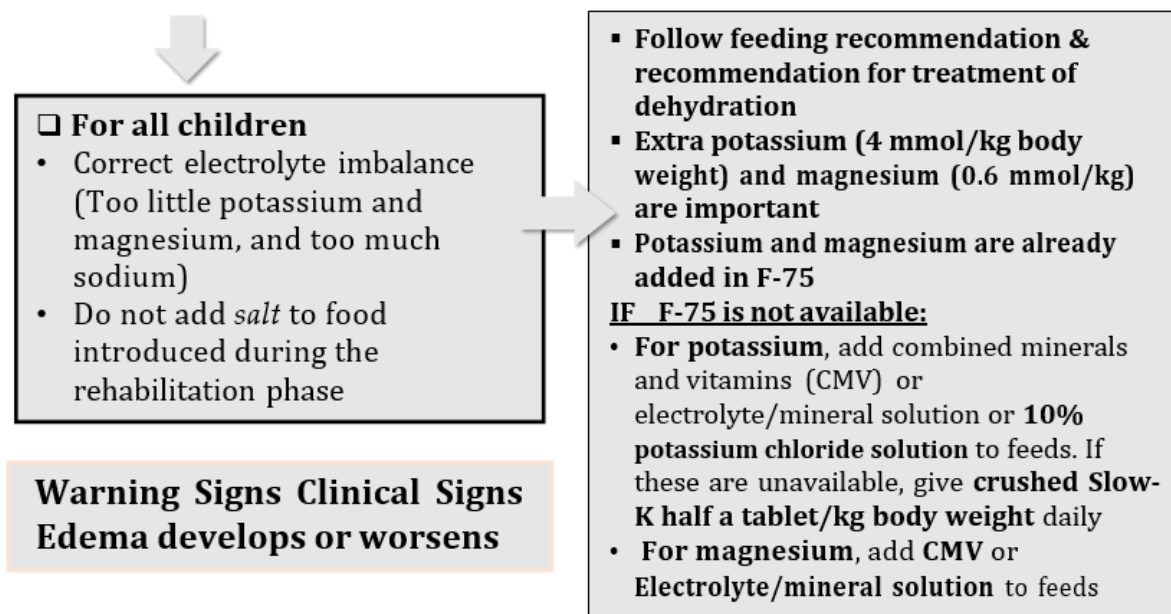 ❑ For all children
• Correct electrolyte imbalance
(Too little potassium and
magnesium, and too much
sodium)
• Do not add salt to food
introduced during the
rehabilitation phase
Warning Signs Clinical Signs
Edema develops or worsens
▪ Follow feeding recommendation &
recommendation for treatment of
dehydration
▪ Extra potassium (4 mmol/kg body
weight) and magnesium (0.6 mmol/kg)
are important
▪ Potassium and magnesium are already
added in F-75
IF F-75 is not available:
• For potassium, add combined minerals
and vitamins (CMV) or
electrolyte/mineral solution or 10%
potassium chloride solution to feeds. If
these are unavailable, give crushed Slow-
K half a tablet/kg body weight daily
• For magnesium, add CMV or
Electrolyte/mineral solution to feeds